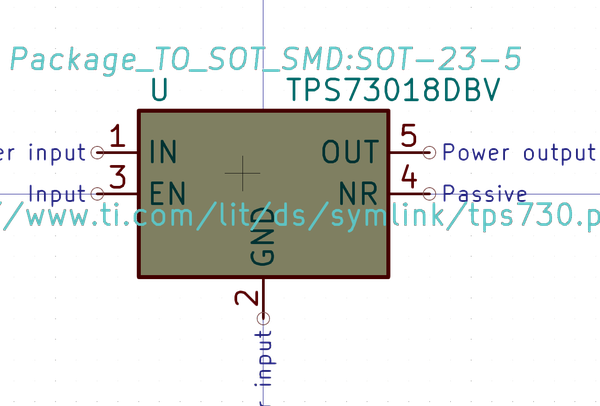 Package_TO_SOT_SMD:SOT-23-5
U TPS73018DBV
er input 1 IN OUT 5 Power output
Input 3 EN NR 4 Passive
/www.ti.com/lit/ds/symlink/tps730.p
GND
2
r input